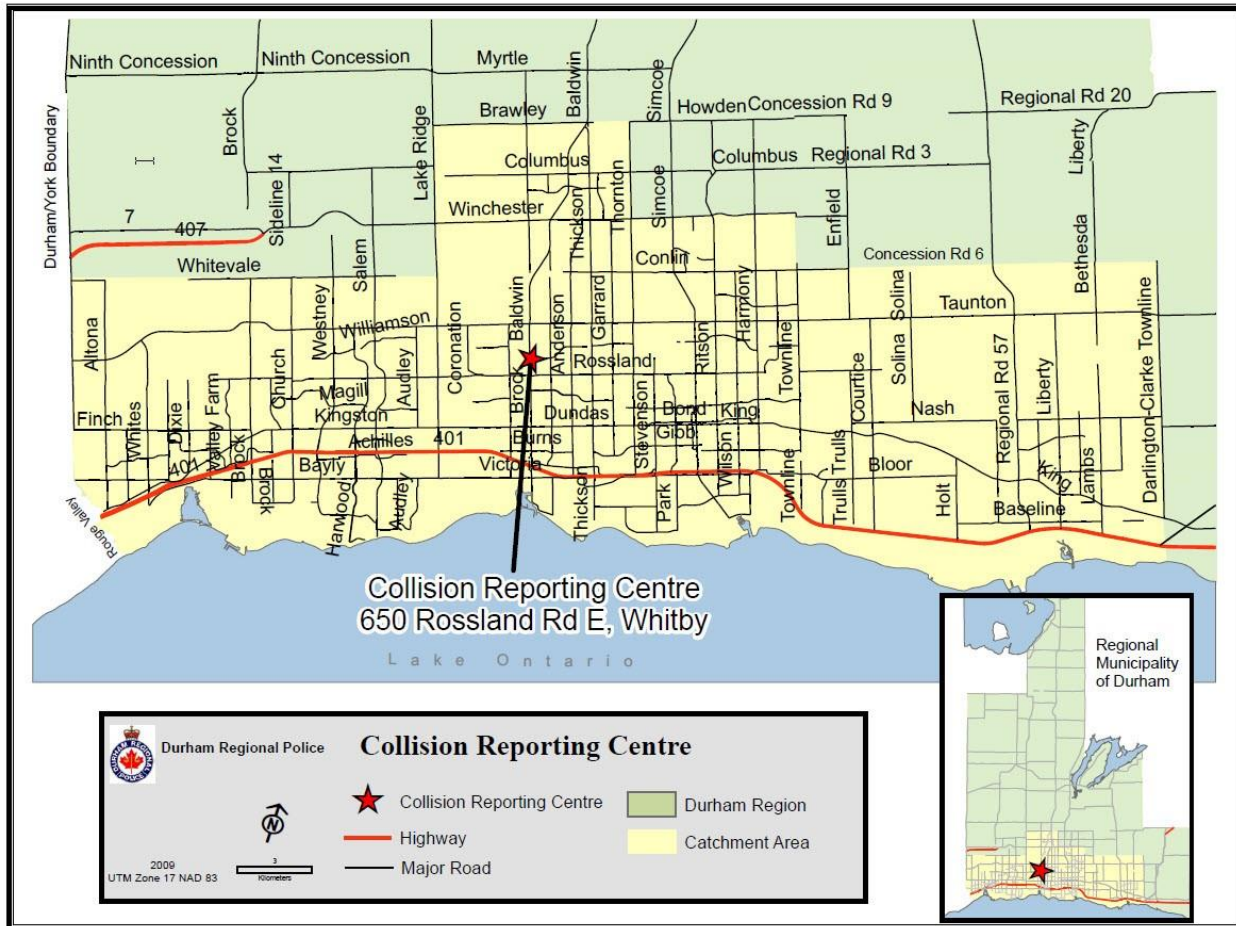 Ninth Concession
Ninth Concession
Myrtle
Baldwin
Simcoe
Durham/York Boundary
Brock
Lake Ridge
Brawley
Howden
Concession Rd 9
Regional Rd 20
Liberty
Columbus
Columbus
Regional Rd 3
Sideline 14
Winchester
Thickson
Thornton
Simcoe
Enfield
7
407
Whitevale
Salem
Conlin
Concession Rd 6
Bethesda
Altona
Westney
Williamson
Coronation
Baldwin
Anderson
Garrard
Harmony
Solina
Taunton
Darlington-Clarke Townline
Church
Audley
Rossland
Ritson
Townline
Solina
Regional Rd 57
Liberty
Finch
Whites
Dixie
Valley Farm
Magill
Kingston
Brock
Dundas
Stevenson
Bond
King
Courtice
Nash
Achilles
401
Burns
Gibb
Wilson
401
Brock
Brock
Bayly
Victoria
Trulls
Bloor
King
Lambs
Rouge Valley
Harwood
Audley
Thickson
Park
Townline
Trulls
Holt
Baseline
Collision Reporting Centre
650 Rossland Rd E, Whitby
Lake Ontario
Regional
Municipality
of Durham
DURHAM REGIONAL
POLICE
Durham Regional Police
Collision Reporting Centre
Collision Reporting Centre
Durham Region
N
Highway
Catchment Area
3
Kilometers
Major Road
2009
UTM Zone 17 NAD 83